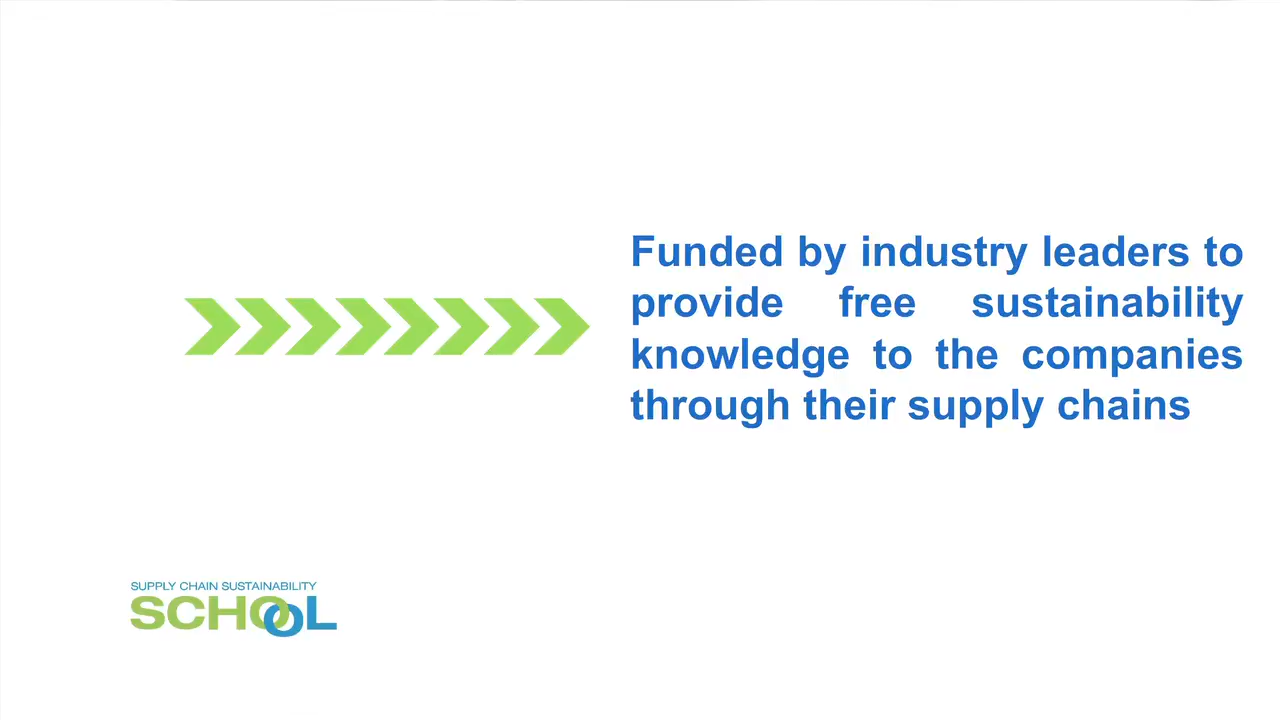 Funded by industry leaders to
provide free sustainability
knowledge to the companies
through their supply chains
SUPPLY CHAIN SUSTAINABILITY
SCHOOL